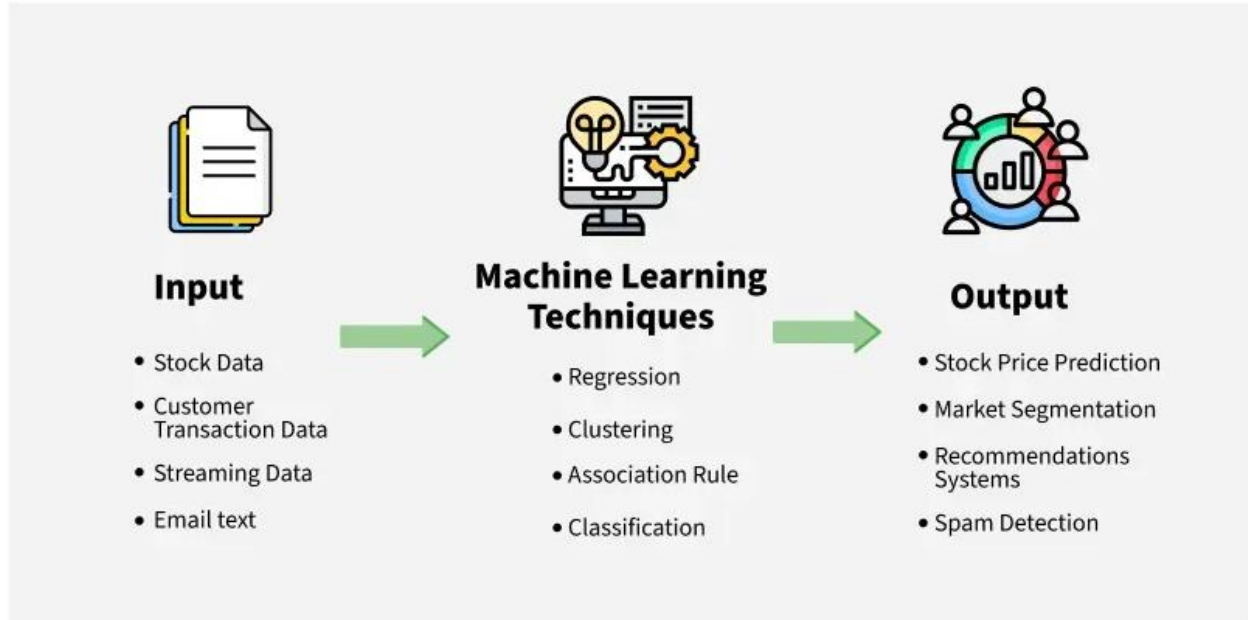 Input
• Stock Data
• Customer
Transaction Data
• Streaming Data
• Email text
Machine Learning
Techniques
• Regression
• Clustering
• Association Rule
• Classification
Output
• Stock Price Prediction
• Market Segmentation
• Recommendations
Systems
• Spam Detection